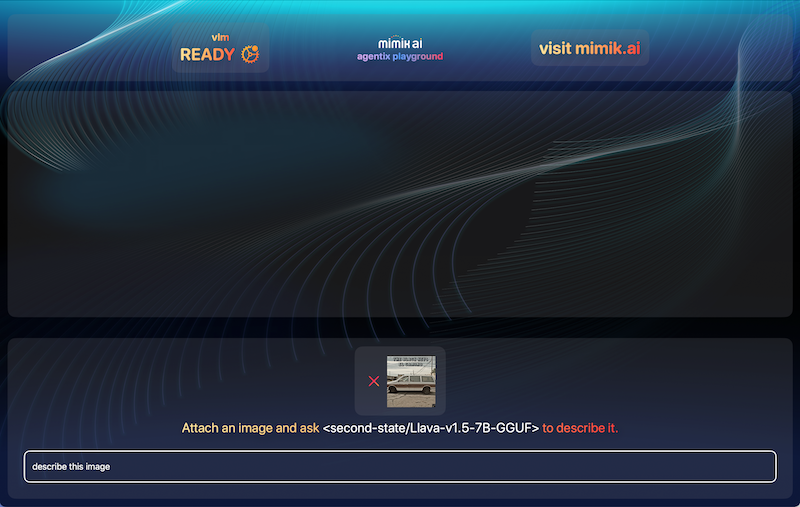 vlm
READY
mimik ai
agentix playground
visit mimik.ai
Attach an image and ask <second-state/Llava-v1.5-7B-GGUF> to describe it.
describe this image